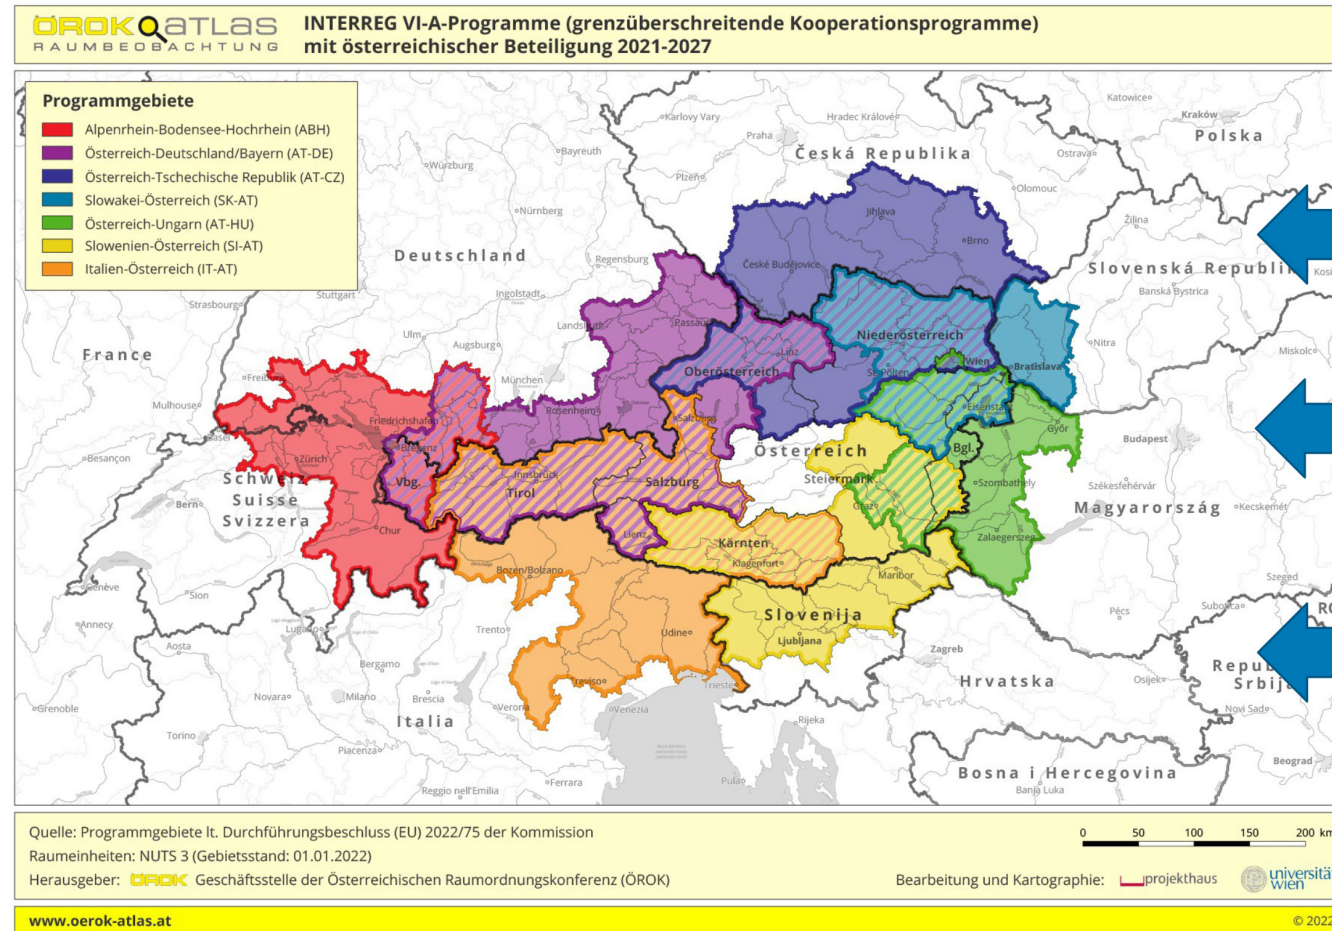 ÖROK ATLAS
RAUMBEOBACHTUNG
INTERREG VI-A-Programme (grenzüberschreitende Kooperationsprogramme)
mit österreichischer Beteiligung 2021-2027
Programmgebiete
Alpenrhein-Bodensee-Hochrhein (ABH)
Österreich-Deutschland/Bayern (AT-DE)
Österreich-Tschechische Republik (AT-CZ)
Slowakei-Österreich (SK-AT)
Österreich-Ungarn (AT-HU)
Slowenien-Österreich (SI-AT)
Italien-Österreich (IT-AT)
Katowice
Kraków
Polska
Karlovy Vary
Hradec Králové
Praha
Česká Republika
Ostrava
Bayreuth
Würzburg
Plzeň
Olomouc
Nürnberg
Jihlava
Žilina
Brno
Deutschland
Regensburg
České Budějovice
Slovenská Republi
Banská Bystrica
Stuttgart
Ingolstadt
Strasbourg
Landshut
Passau
Niederösterreich
Nitra
Ulm
Augsburg
France
Linz
Wien
Bratislava
Miskolc
Oberösterreich
St. Pölten
Freiburg
München
Mulhouse
Friedrichshafen
Rosenheim
Salzburg
Eisenstadt
Győr
Basel
Budapest
Besançon
Zürich
Bregenz
Österreich
Bgl.
Schweiz
Suisse
Svizzera
Vbg.
Innsbruck
Tirol
Salzburg
Steiermark
Szombathely
Székesfehérvár
Bern
Graz
Magyarország
Kecskemét
Chur
Lienz
Kärnten
Zalaegerszeg
Klagenfurt
Bozen/Bolzano
Maribor
Genève
Sion
Szeged
Pécs
Subotica
Annecy
Lugano
Trento
Slovenija
Udine
Ljubljana
Aosta
Zagreb
Bergamo
Repu
Srbij
Hrvatska
Osijek
Novara
Milano
Brescia
Treviso
Trieste
Grenoble
Verona
Venezia
Novi Sad
Italia
Rijeka
Torino
Piacenza
Beograd
Bosna i Hercegovina
Pula
Ferrara
Reggio nell'Emilia
Banja Luka
Quelle: Programmgebiete lt. Durchführungsbeschluss (EU) 2022/75 der Kommission
0 50 100 150 200 km
Raumeinheiten: NUTS 3 (Gebietsstand: 01.01.2022)
Herausgeber: ÖROK Geschäftsstelle der Österreichischen Raumordnungskonferenz (ÖROK)
Bearbeitung und Kartographie: projekthaus universität wien
www.oerok-atlas.at
© 2022